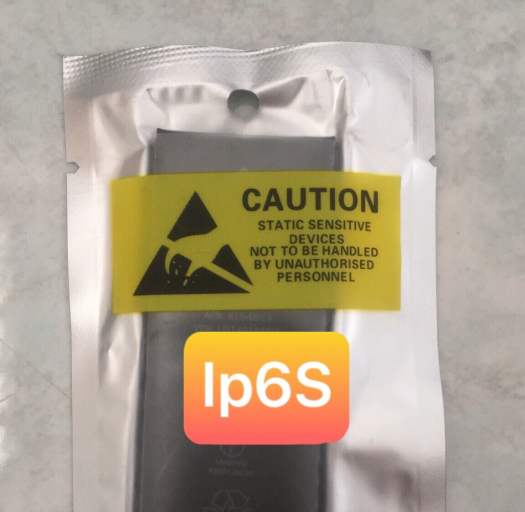 CAUTION
STATIC SENSITIVE
DEVICES
NOT TO BE HANDLED
BY UNAUTHORISED
PERSONNEL
Ip6S